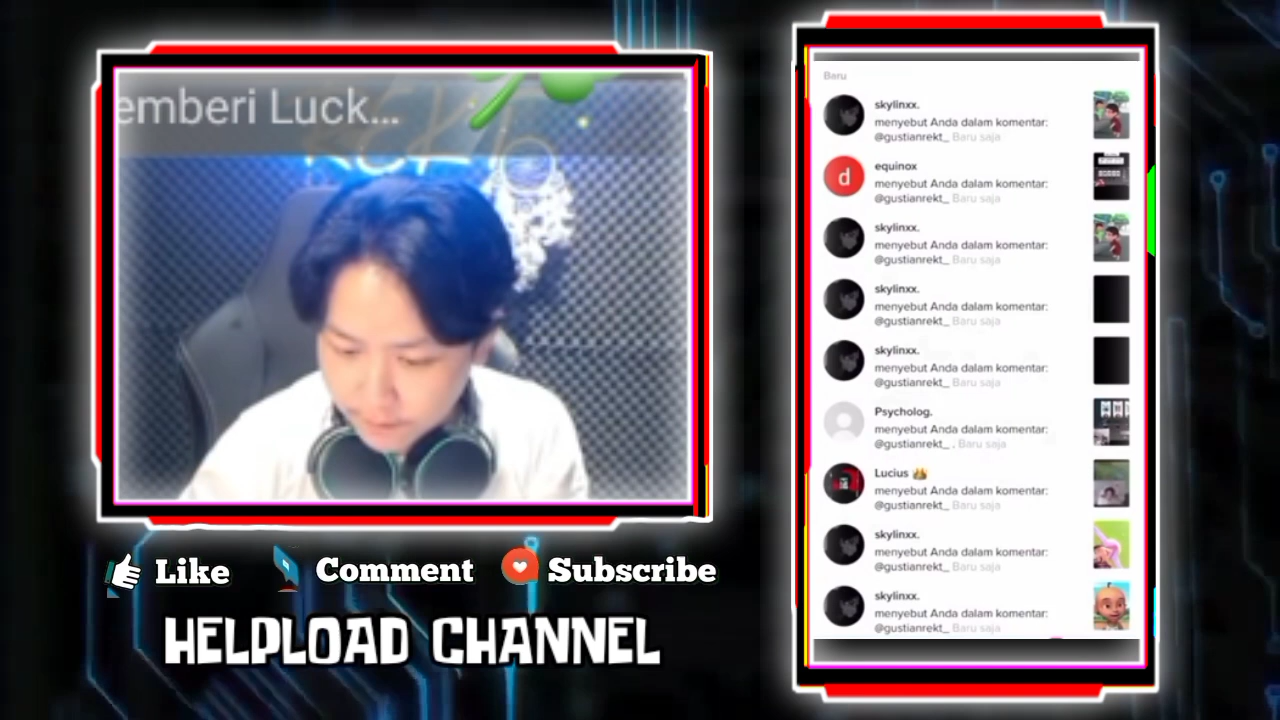 emberi Luck...
Like
Comment
Subscribe
HELPLOAD CHANNEL
Baru
skylinxx.
menyebut Anda dalam komentar:
@gustianrekt_ Baru saja
equinox
menyebut Anda dalam komentar:
@gustianrekt_ Baru saja
d
skylinxx.
menyebut Anda dalam komentar:
@gustianrekt_ Baru saja
skylinxx.
menyebut Anda dalam komentar:
@gustianrekt_ Baru saja
skylinxx.
menyebut Anda dalam komentar:
@gustianrekt_ Baru saja
Psycholog.
menyebut Anda dalam komentar:
@gustianrekt_ . Baru saja
Lucius
menyebut Anda dalam komentar:
@gustianrekt_ Baru saja
skylinxx.
menyebut Anda dalam komentar:
@gustianrekt_ Baru saja
skylinxx.
menyebut Anda dalam komentar:
@gustianrekt_ Baru saja